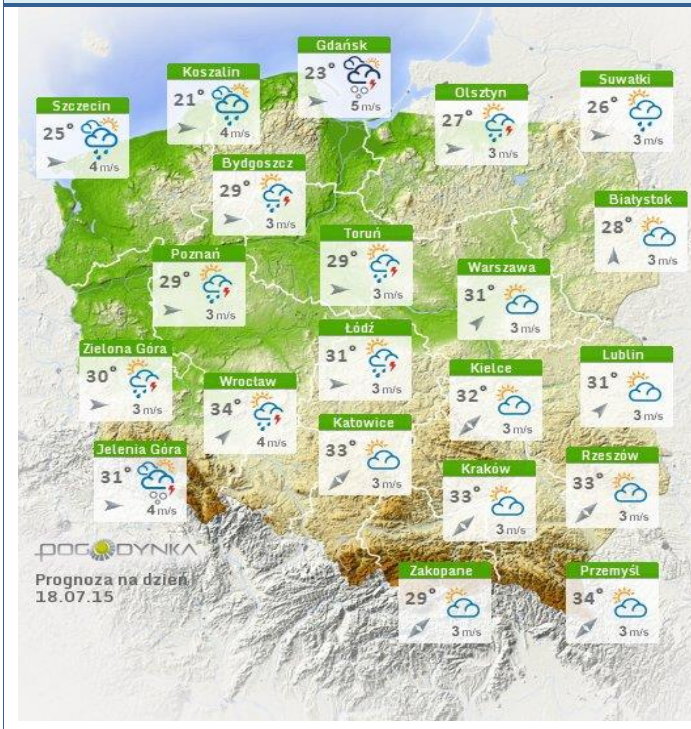 Gdańsk
23°
5 m/s
Koszalin
21°
4 m/s
Szczecin
25°
4 m/s
Olsztyn
27°
3 m/s
Suwałki
26°
3 m/s
Bydgoszcz
29°
3 m/s
Białystok
28°
3 m/s
Toruń
29°
3 m/s
Poznań
29°
3 m/s
Warszawa
31°
3 m/s
Łódź
31°
3 m/s
Zielona Góra
30°
3 m/s
Wrocław
34°
4 m/s
Kielce
32°
3 m/s
Lublin
31°
3 m/s
Katowice
33°
3 m/s
Jelenia Góra
31°
4 m/s
Kraków
33°
3 m/s
Rzeszów
33°
3 m/s
POGODYNKA
Prognoza na dzień
18.07.15
Zakopane
29°
3 m/s
Przemyśl
34°
3 m/s